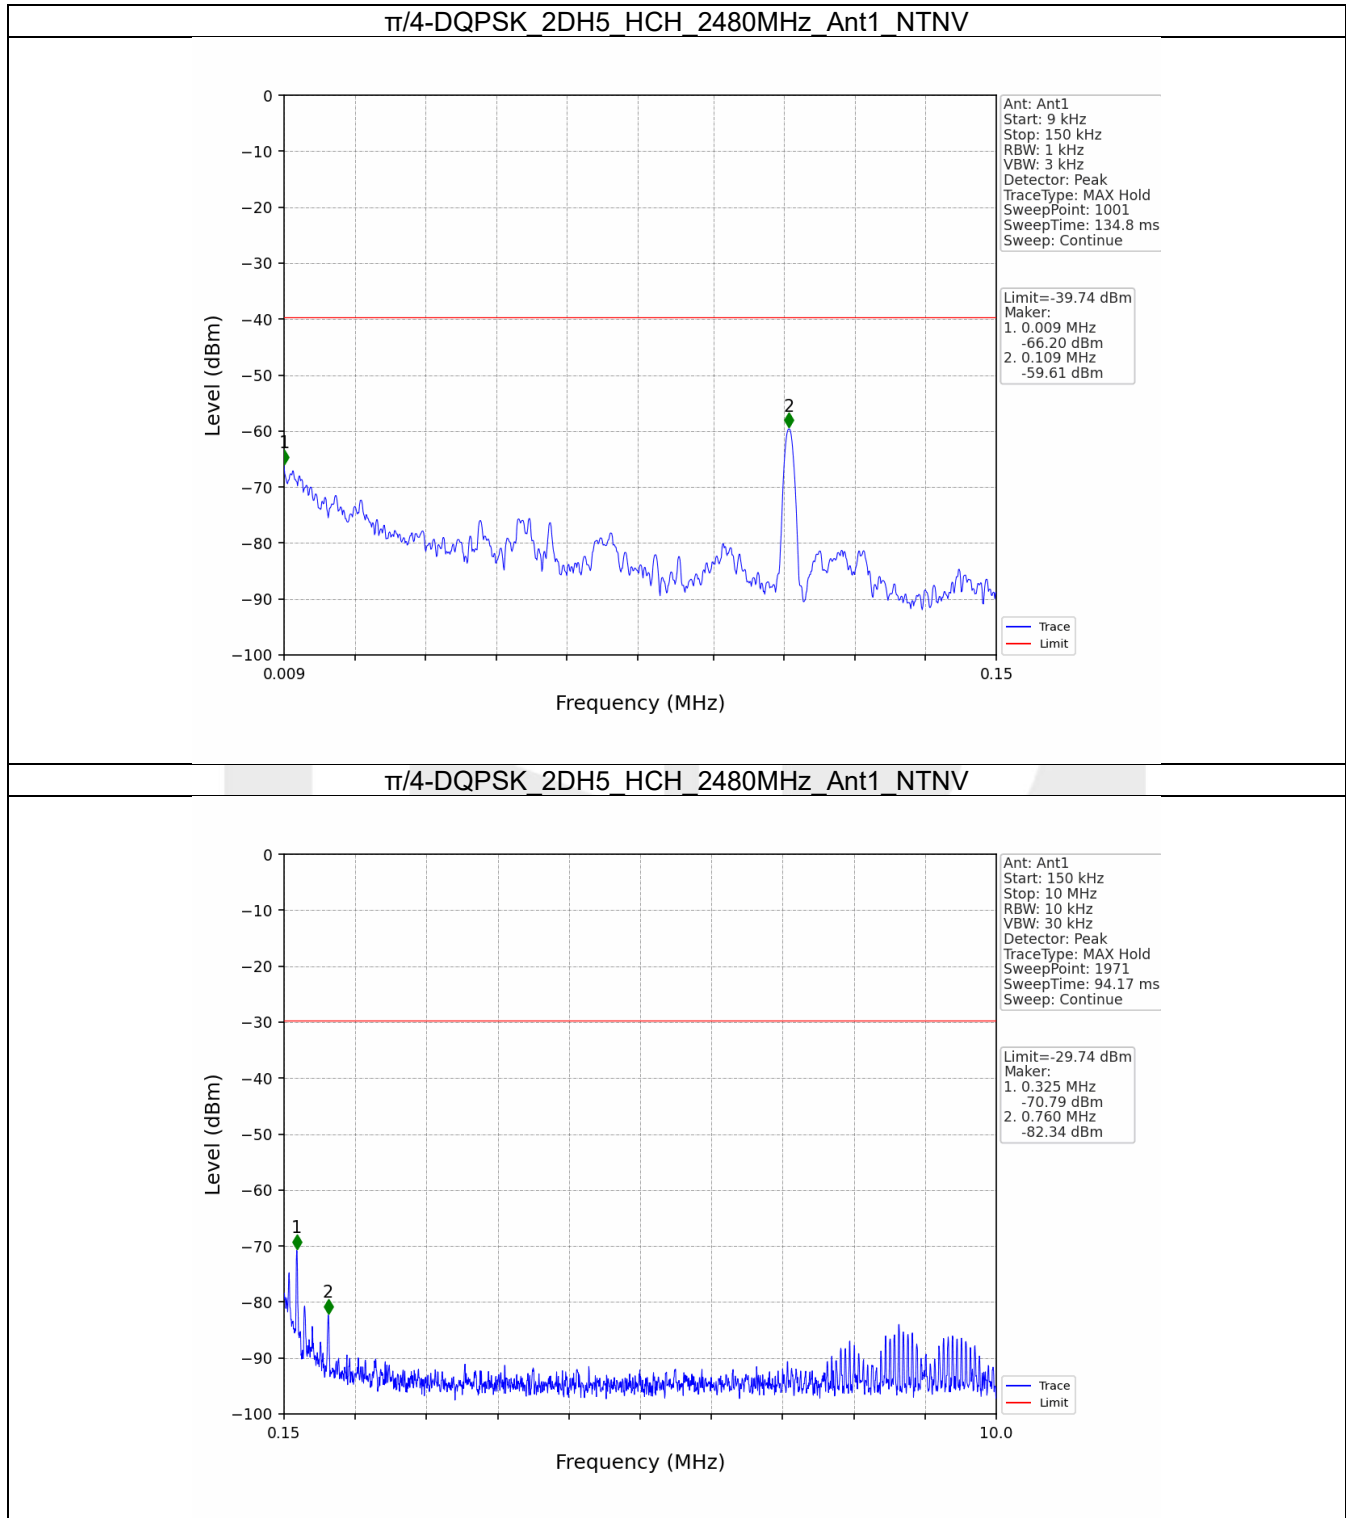 π/4-DQPSK_2DH5_HCH_2480MHz_Ant1_NTNV
0
−10
−20
−30
−40
−50
−60
−70
−80
−90
−100
Level (dBm)
1
2
0.009
0.15
Frequency (MHz)
Ant: Ant1
Start: 9 kHz
Stop: 150 kHz
RBW: 1 kHz
VBW: 3 kHz
Detector: Peak
TraceType: MAX Hold
SweepPoint: 1001
SweepTime: 134.8 ms
Sweep: Continue
Limit=-39.74 dBm
Maker:
1. 0.009 MHz
-66.20 dBm
2. 0.109 MHz
-59.61 dBm
Trace
Limit
π/4-DQPSK_2DH5_HCH_2480MHz_Ant1_NTNV
0
−10
−20
−30
−40
−50
−60
−70
−80
−90
−100
Level (dBm)
1
2
0.15
10.0
Frequency (MHz)
Ant: Ant1
Start: 150 kHz
Stop: 10 MHz
RBW: 10 kHz
VBW: 30 kHz
Detector: Peak
TraceType: MAX Hold
SweepPoint: 1971
SweepTime: 94.17 ms
Sweep: Continue
Limit=-29.74 dBm
Maker:
1. 0.325 MHz
-70.79 dBm
2. 0.760 MHz
-82.34 dBm
Trace
Limit